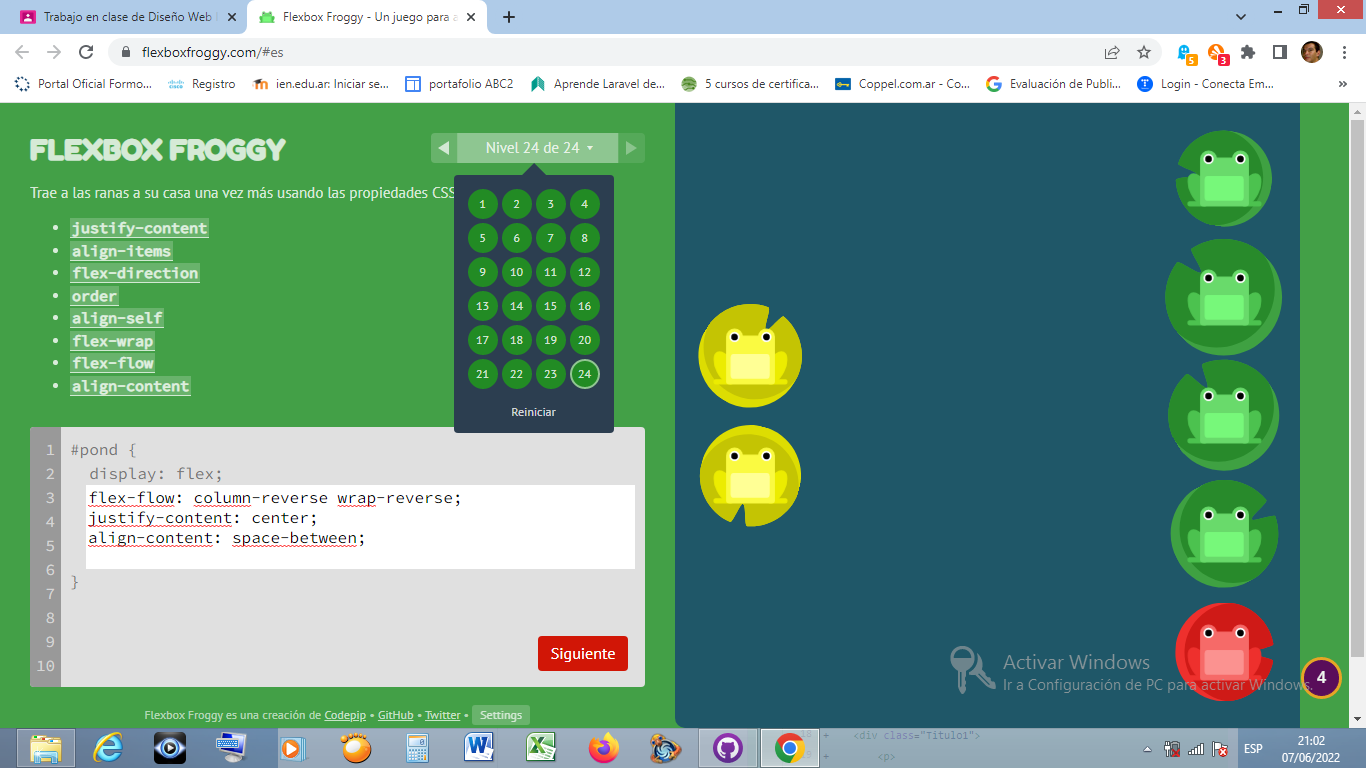 Trabajo en clase de Diseño Web
Flexbox Froggy - Un juego para a
flexboxfroggy.com/#es
5
3
Portal Oficial Formo...
Registro
ien.edu.ar: Iniciar se...
portafolio ABC2
Aprende Laravel de...
5 cursos de certifica...
Coppel.com.ar - Co...
Evaluación de Publi...
Login - Conecta Em...
»
FLEXBOX FROGGY
Nivel 24 de 24
Trae a las ranas a su casa una vez más usando las propiedades CSS
• justify-content
• align-items
• flex-direction
• order
• align-self
• flex-wrap
• flex-flow
• align-content
1 2 3 4
5 6 7 8
9 10 11 12
13 14 15 16
17 18 19 20
21 22 23 24
Reiniciar
1 #pond {
2 display: flex;
3 flex-flow: column-reverse wrap-reverse;
4 justify-content: center;
5 align-content: space-between;
6
7 }
8
9
10
Siguiente
Activar Windows
Ir a Configuración de PC para activar Windows.
4
Flexbox Froggy es una creación de Codepip • GitHub • Twitter • Settings
<div class="Titulo1">
<p>
ESP
21:02
07/06/2022